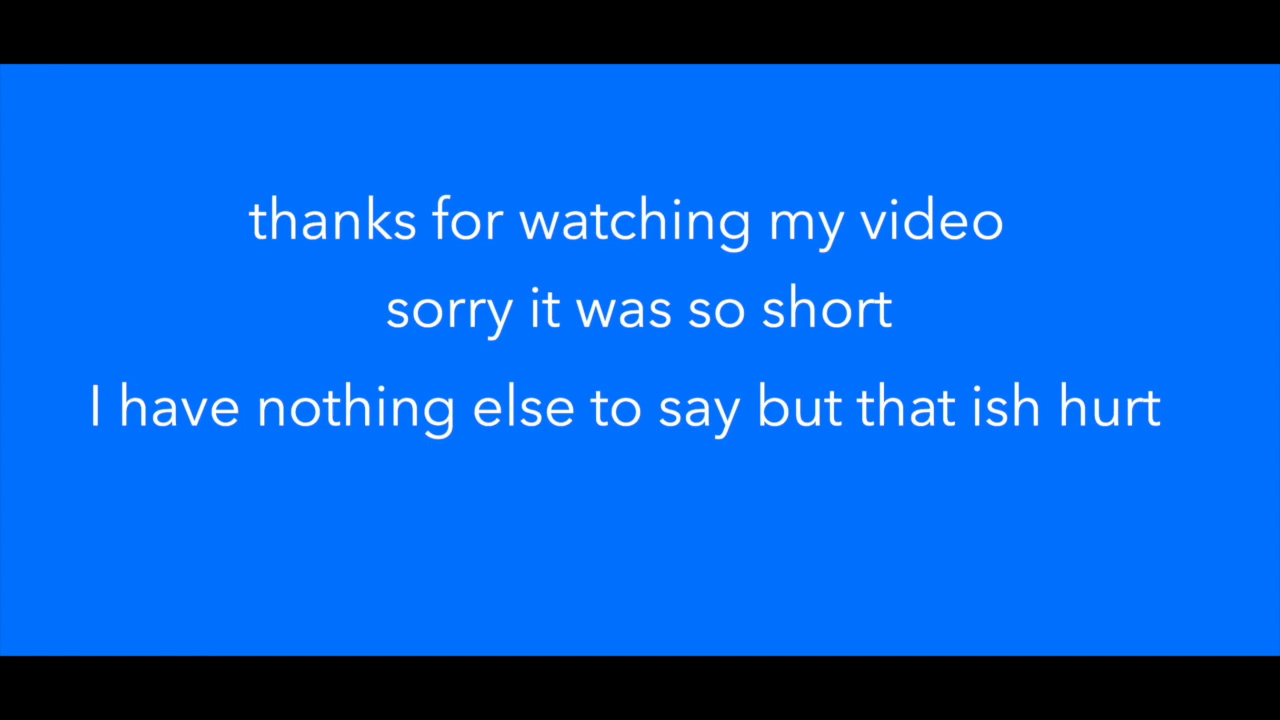 thanks for watching my video
sorry it was so short
I have nothing else to say but that ish hurt